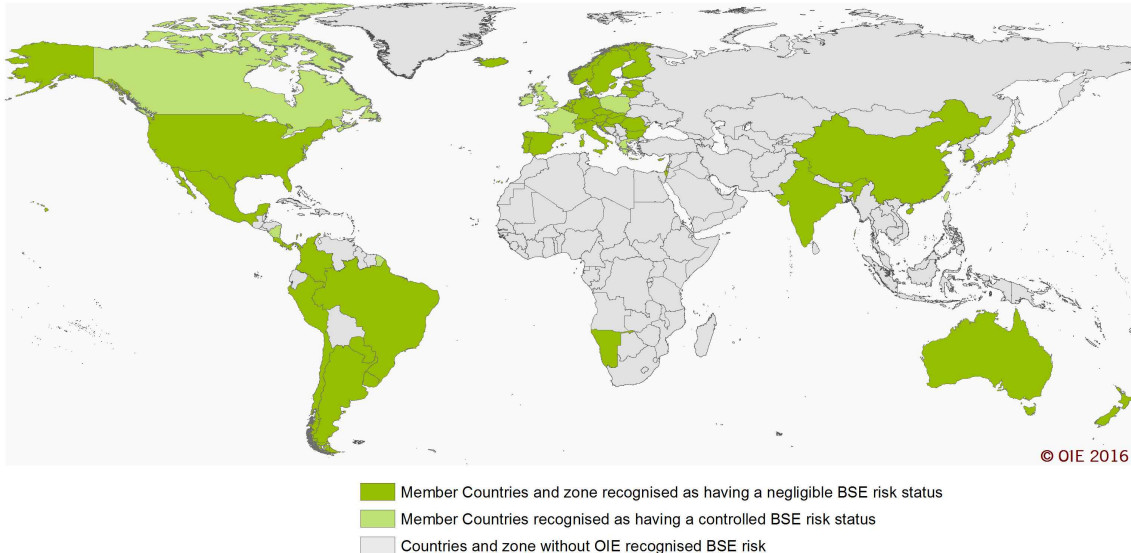 © OIE 2016
Member Countries and zone recognised as having a negligible BSE risk status
Member Countries recognised as having a controlled BSE risk status
Countries and zone without OIE recognised BSE risk